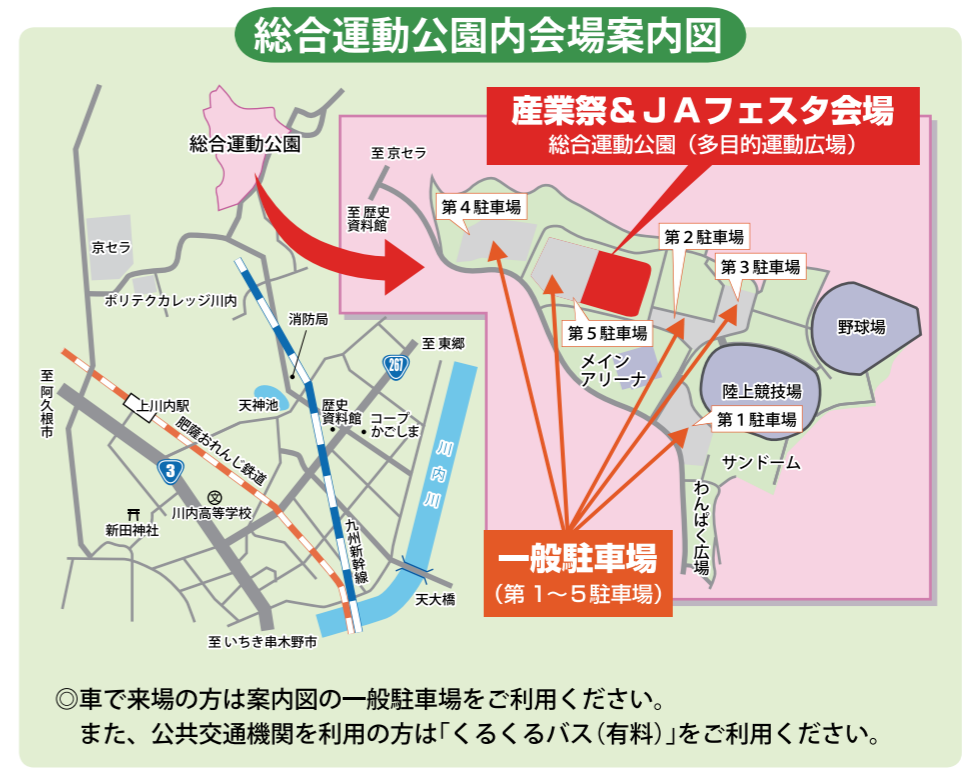 総合運動公園内会場案内図
産業祭＆ＪＡフェスタ会場
総合運動公園（多目的運動広場）
総合運動公園
至 京セラ
至 歴史
資料館
第４駐車場
第２駐車場
第３駐車場
第５駐車場
野球場
メイン
アリーナ
陸上競技場
第１駐車場
サンドーム
わんぱく広場
一般駐車場
（第１～５駐車場）
京セラ
ポリテクカレッジ川内
消防局
至 東郷
267
至 阿久根市
上川内駅
天神池
歴史
資料館
コープ
かごしま
肥薩おれんじ鉄道
川内川
3
文
川内高等学校
新田神社
九州新幹線
天大橋
至 いちき串木野市
◎車で来場の方は案内図の一般駐車場をご利用ください。
また、公共交通機関を利用の方は「くるくるバス（有料）」をご利用ください。